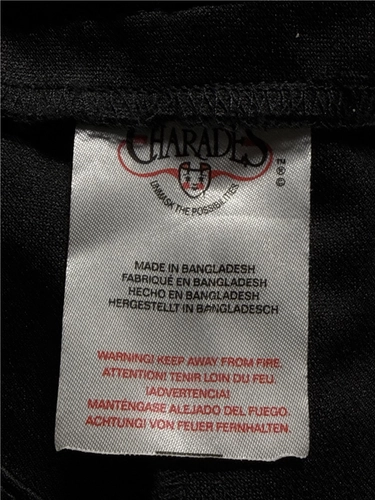 CHARADES
UNMASK THE POSSIBILITIES
MADE IN BANGLADESH
FABRIQUÉ EN BANGLADESH
HECHO EN BANGLADESH
HERGESTELLT IN BANGLADESCH
WARNING! KEEP AWAY FROM FIRE.
ATTENTION! TENIR LOIN DU FEU.
¡ADVERTENCIA!
MANTÉNGASE ALEJADO DEL FUEGO.
ACHTUNG! VON FEUER FERNHALTEN.